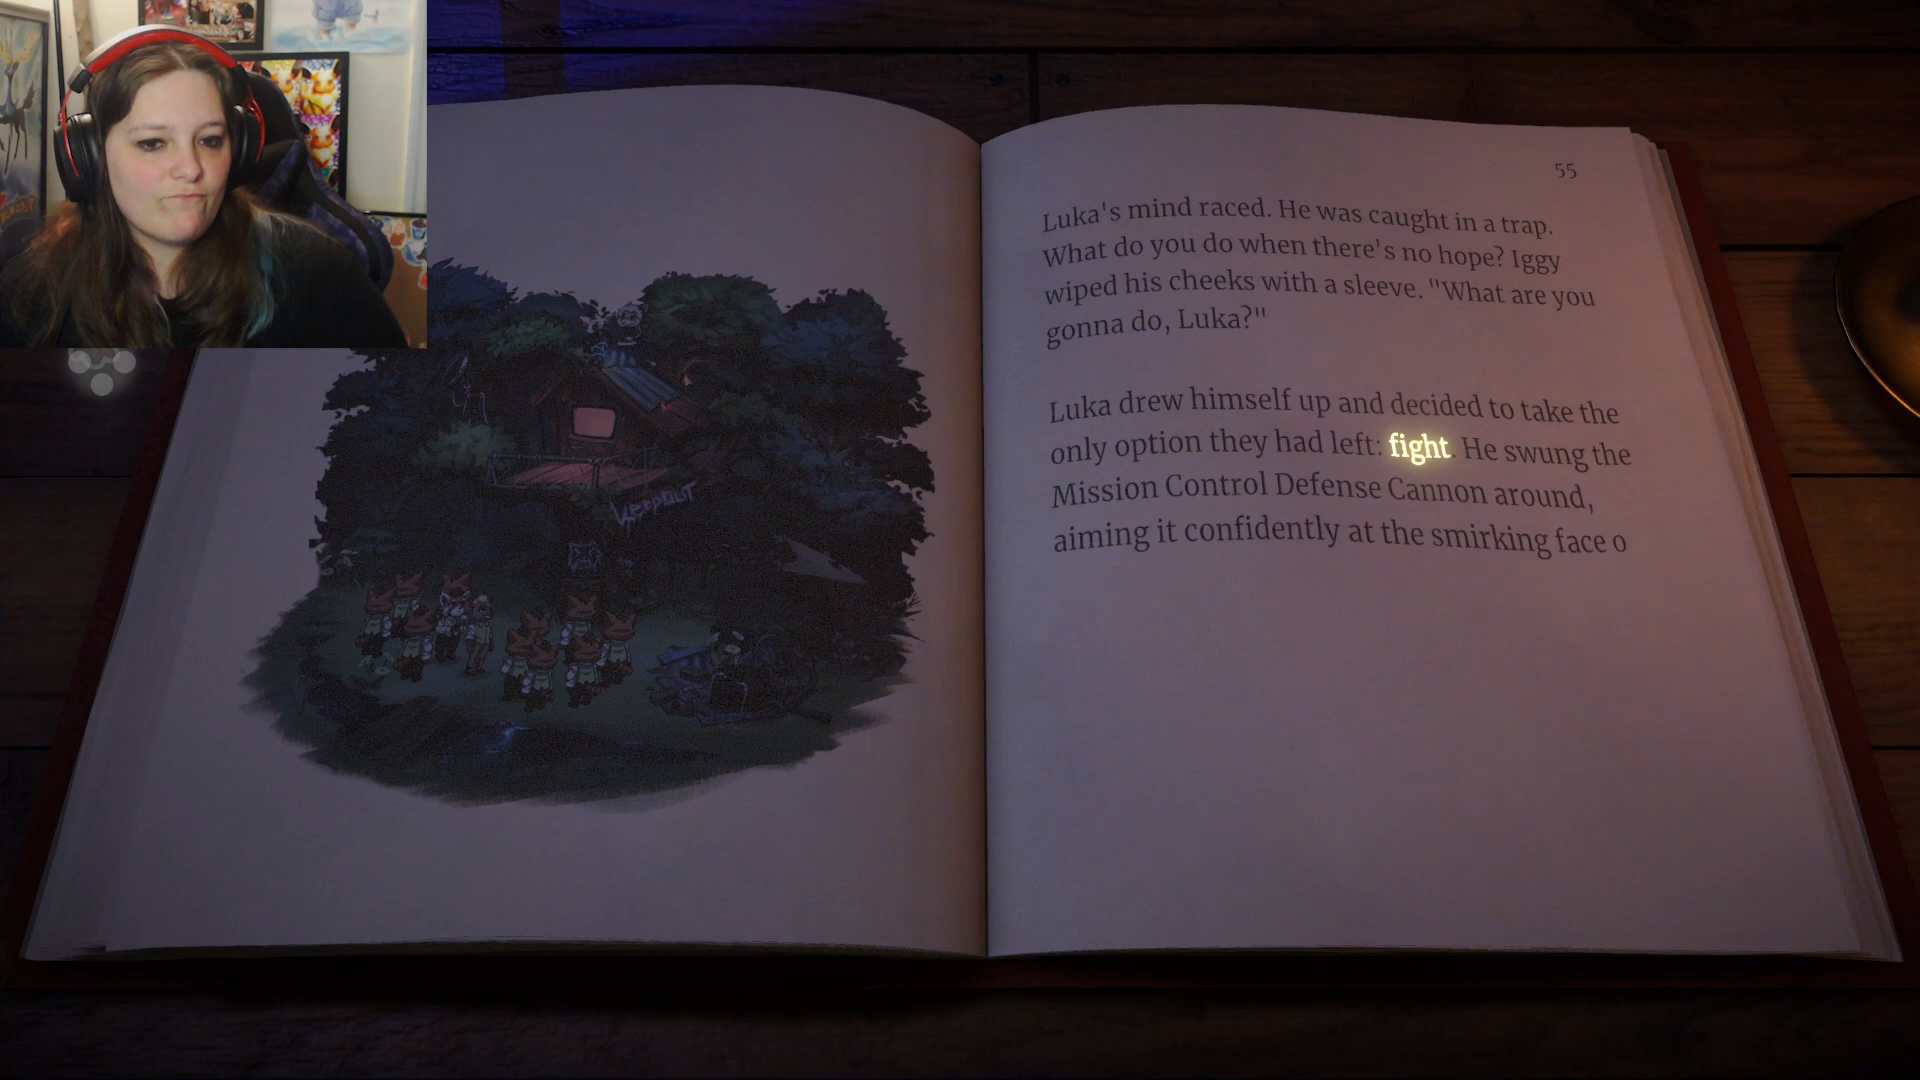 55
Luka's mind raced. He was caught in a trap.
What do you do when there's no hope? Iggy
wiped his cheeks with a sleeve. "What are you
gonna do, Luka?"
Luka drew himself up and decided to take the
only option they had left: fight. He swung the
Mission Control Defense Cannon around,
aiming it confidently at the smirking face o
KEEPOUT